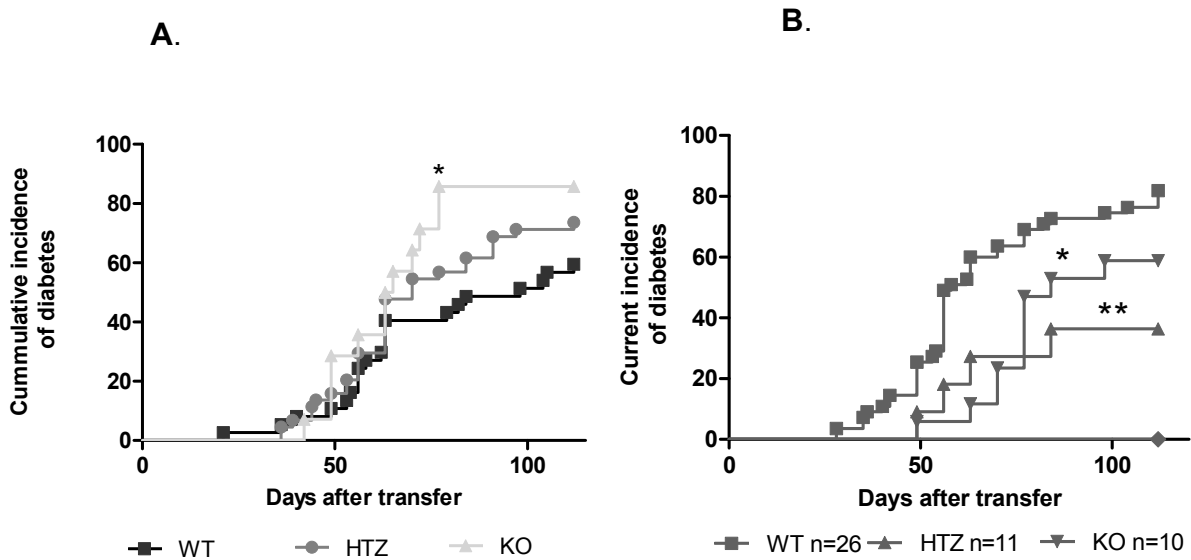 A.
B.
Cummulative incidence
of diabetes
100
80
60
40
20
0
0 50 100
Days after transfer
WT HTZ KO
*
Current incidence
of diabetes
100
80
60
40
20
0
0 50 100
Days after transfer
WT n=26 HTZ n=11 KO n=10
*
**